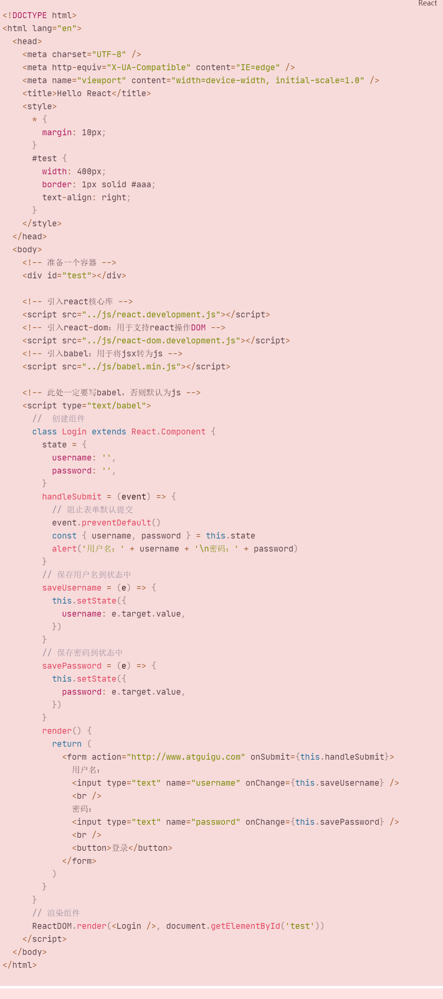 React
<!DOCTYPE html>
<html lang="en">
  <head>
    <meta charset="UTF-8" />
    <meta http-equiv="X-UA-Compatible" content="IE=edge" />
    <meta name="viewport" content="width=device-width, initial-scale=1.0" />
    <title>Hello React</title>
    <style>
      * {
        margin: 10px;
      }
      #test {
        width: 400px;
        border: 1px solid #aaa;
        text-align: right;
      }
    </style>
  </head>
  <body>
    <!-- 准备一个容器 -->
    <div id="test"></div>

    <!-- 引入react核心库 -->
    <script src="../js/react.development.js"></script>
    <!-- 引入react-dom：用于支持react操作DOM -->
    <script src="../js/react-dom.development.js"></script>
    <!-- 引入babel：用于将jsx转为js -->
    <script src="../js/babel.min.js"></script>

    <!-- 此处一定要写babel，否则默认为js -->
    <script type="text/babel">
      //  创建组件
      class Login extends React.Component {
        state = {
          username: '',
          password: '',
        }
        handleSubmit = (event) => {
          // 阻止表单默认提交
          event.preventDefault()
          const { username, password } = this.state
          alert('用户名：' + username + '\n密码：' + password)
        }
        // 保存用户名到状态中
        saveUsername = (e) => {
          this.setState({
            username: e.target.value,
          })
        }
        // 保存密码到状态中
        savePassword = (e) => {
          this.setState({
            password: e.target.value,
          })
        }
        render() {
          return (
            <form action="http://www.atguigu.com" onSubmit={this.handleSubmit}>
              用户名：
              <input type="text" name="username" onChange={this.saveUsername} />
              <br />
              密码：
              <input type="text" name="password" onChange={this.savePassword} />
              <br />
              <button>登录</button>
            </form>
          )
        }
      }
      // 渲染组件
      ReactDOM.render(<Login />, document.getElementById('test'))
    </script>
  </body>
</html>